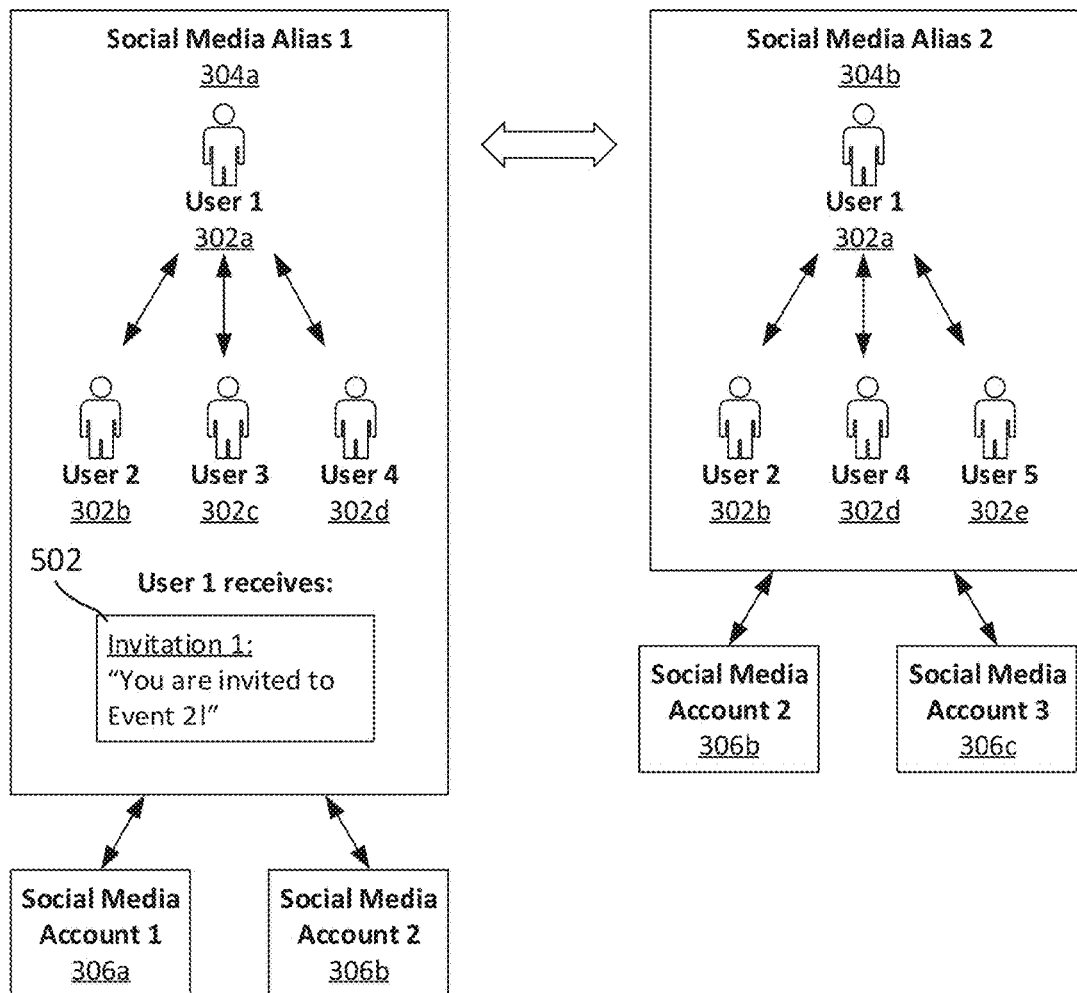 Social Media Alias 1
304a
User 1
302a
User 2
302b
User 3
302c
User 4
302d
502
User 1 receives:
Invitation 1:
“You are invited to
Event 2!”
Social Media
Account 1
306a
Social Media
Account 2
306b
Social Media Alias 2
304b
User 1
302a
User 2
302b
User 4
302d
User 5
302e
Social Media
Account 2
306b
Social Media
Account 3
306c